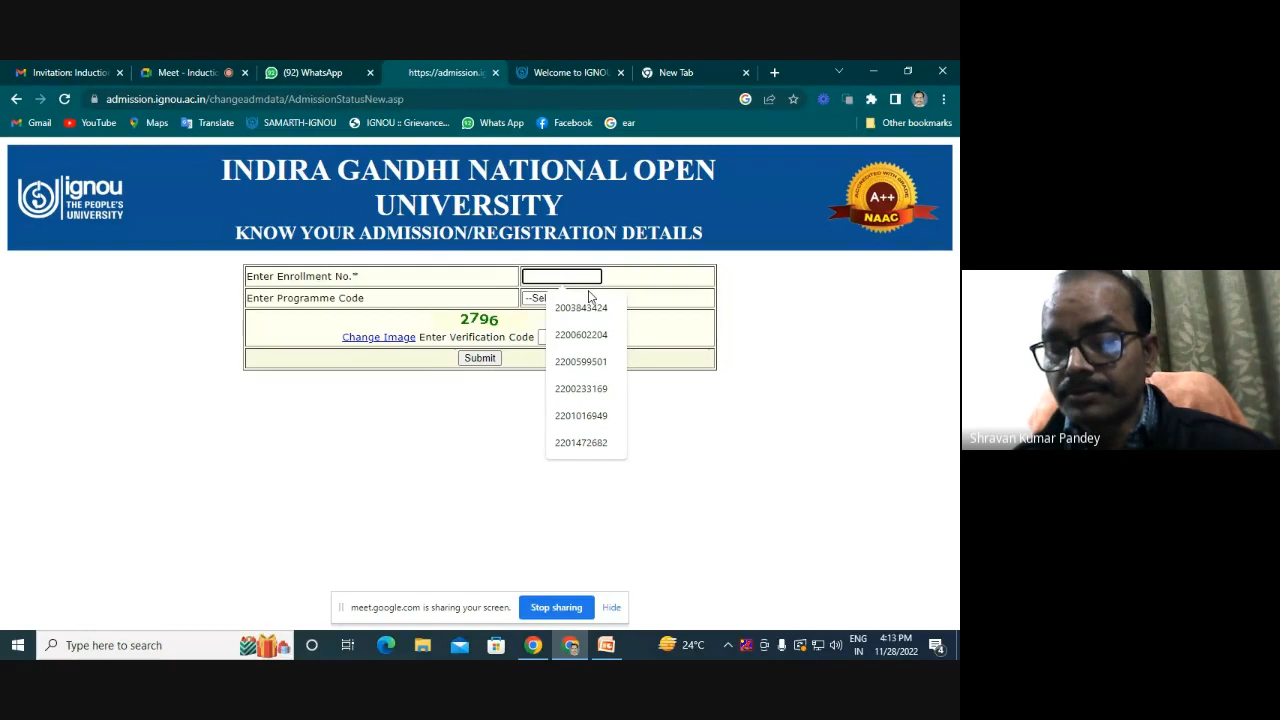 Invitation: Inductio
Meet - Inductio
(92) WhatsApp
https://admission.ig
Welcome to IGNOU
New Tab
admission.ignou.ac.in/changeadmdata/AdmissionStatusNew.asp
Gmail
YouTube
Maps
Translate
SAMARTH-IGNOU
IGNOU :: Grievance...
Whats App
Facebook
ear
Other bookmarks
ignou
THE PEOPLE'S
UNIVERSITY
INDIRA GANDHI NATIONAL OPEN
UNIVERSITY
KNOW YOUR ADMISSION/REGISTRATION DETAILS
ACCREDITED WITH GRADE
A++
NAAC
Enter Enrollment No.*
Enter Programme Code
--Sel
2796
Change Image Enter Verification Code
Submit
2003843424
2200602204
2200599501
2200233169
2201016949
2201472682
Shravan Kumar Pandey
meet.google.com is sharing your screen.
Stop sharing
Hide
Type here to search
24°C
ENG
IN
4:13 PM
11/28/2022
4